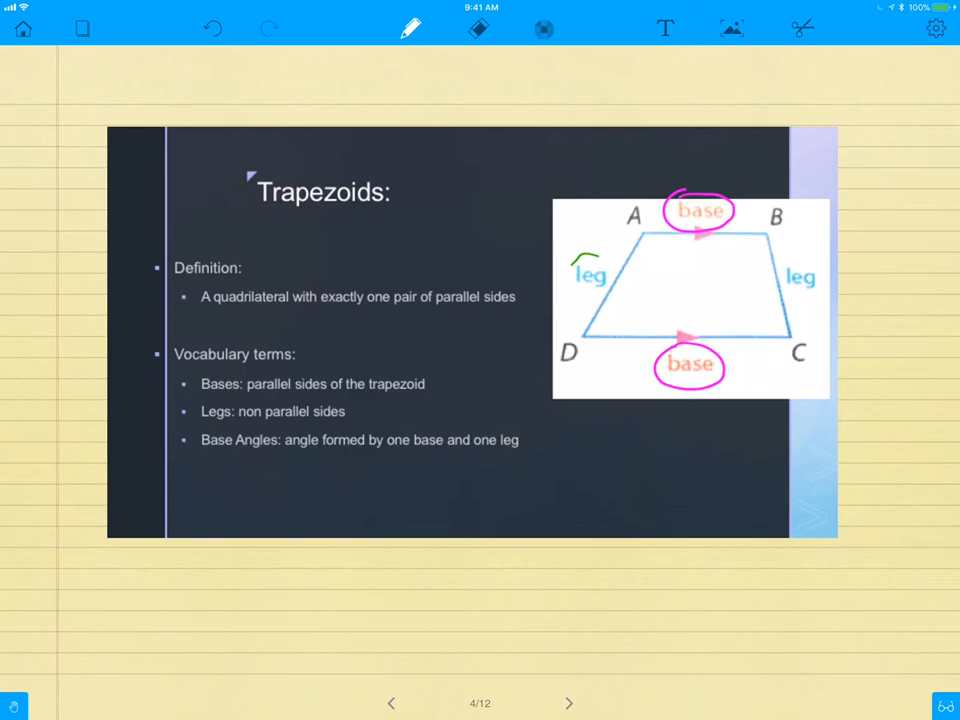 9:41 AM
100%
T
Trapezoids:
Definition:
A quadrilateral with exactly one pair of parallel sides
Vocabulary terms:
Bases: parallel sides of the trapezoid
Legs: non parallel sides
Base Angles: angle formed by one base and one leg
A base B
leg leg
D base C
4/12